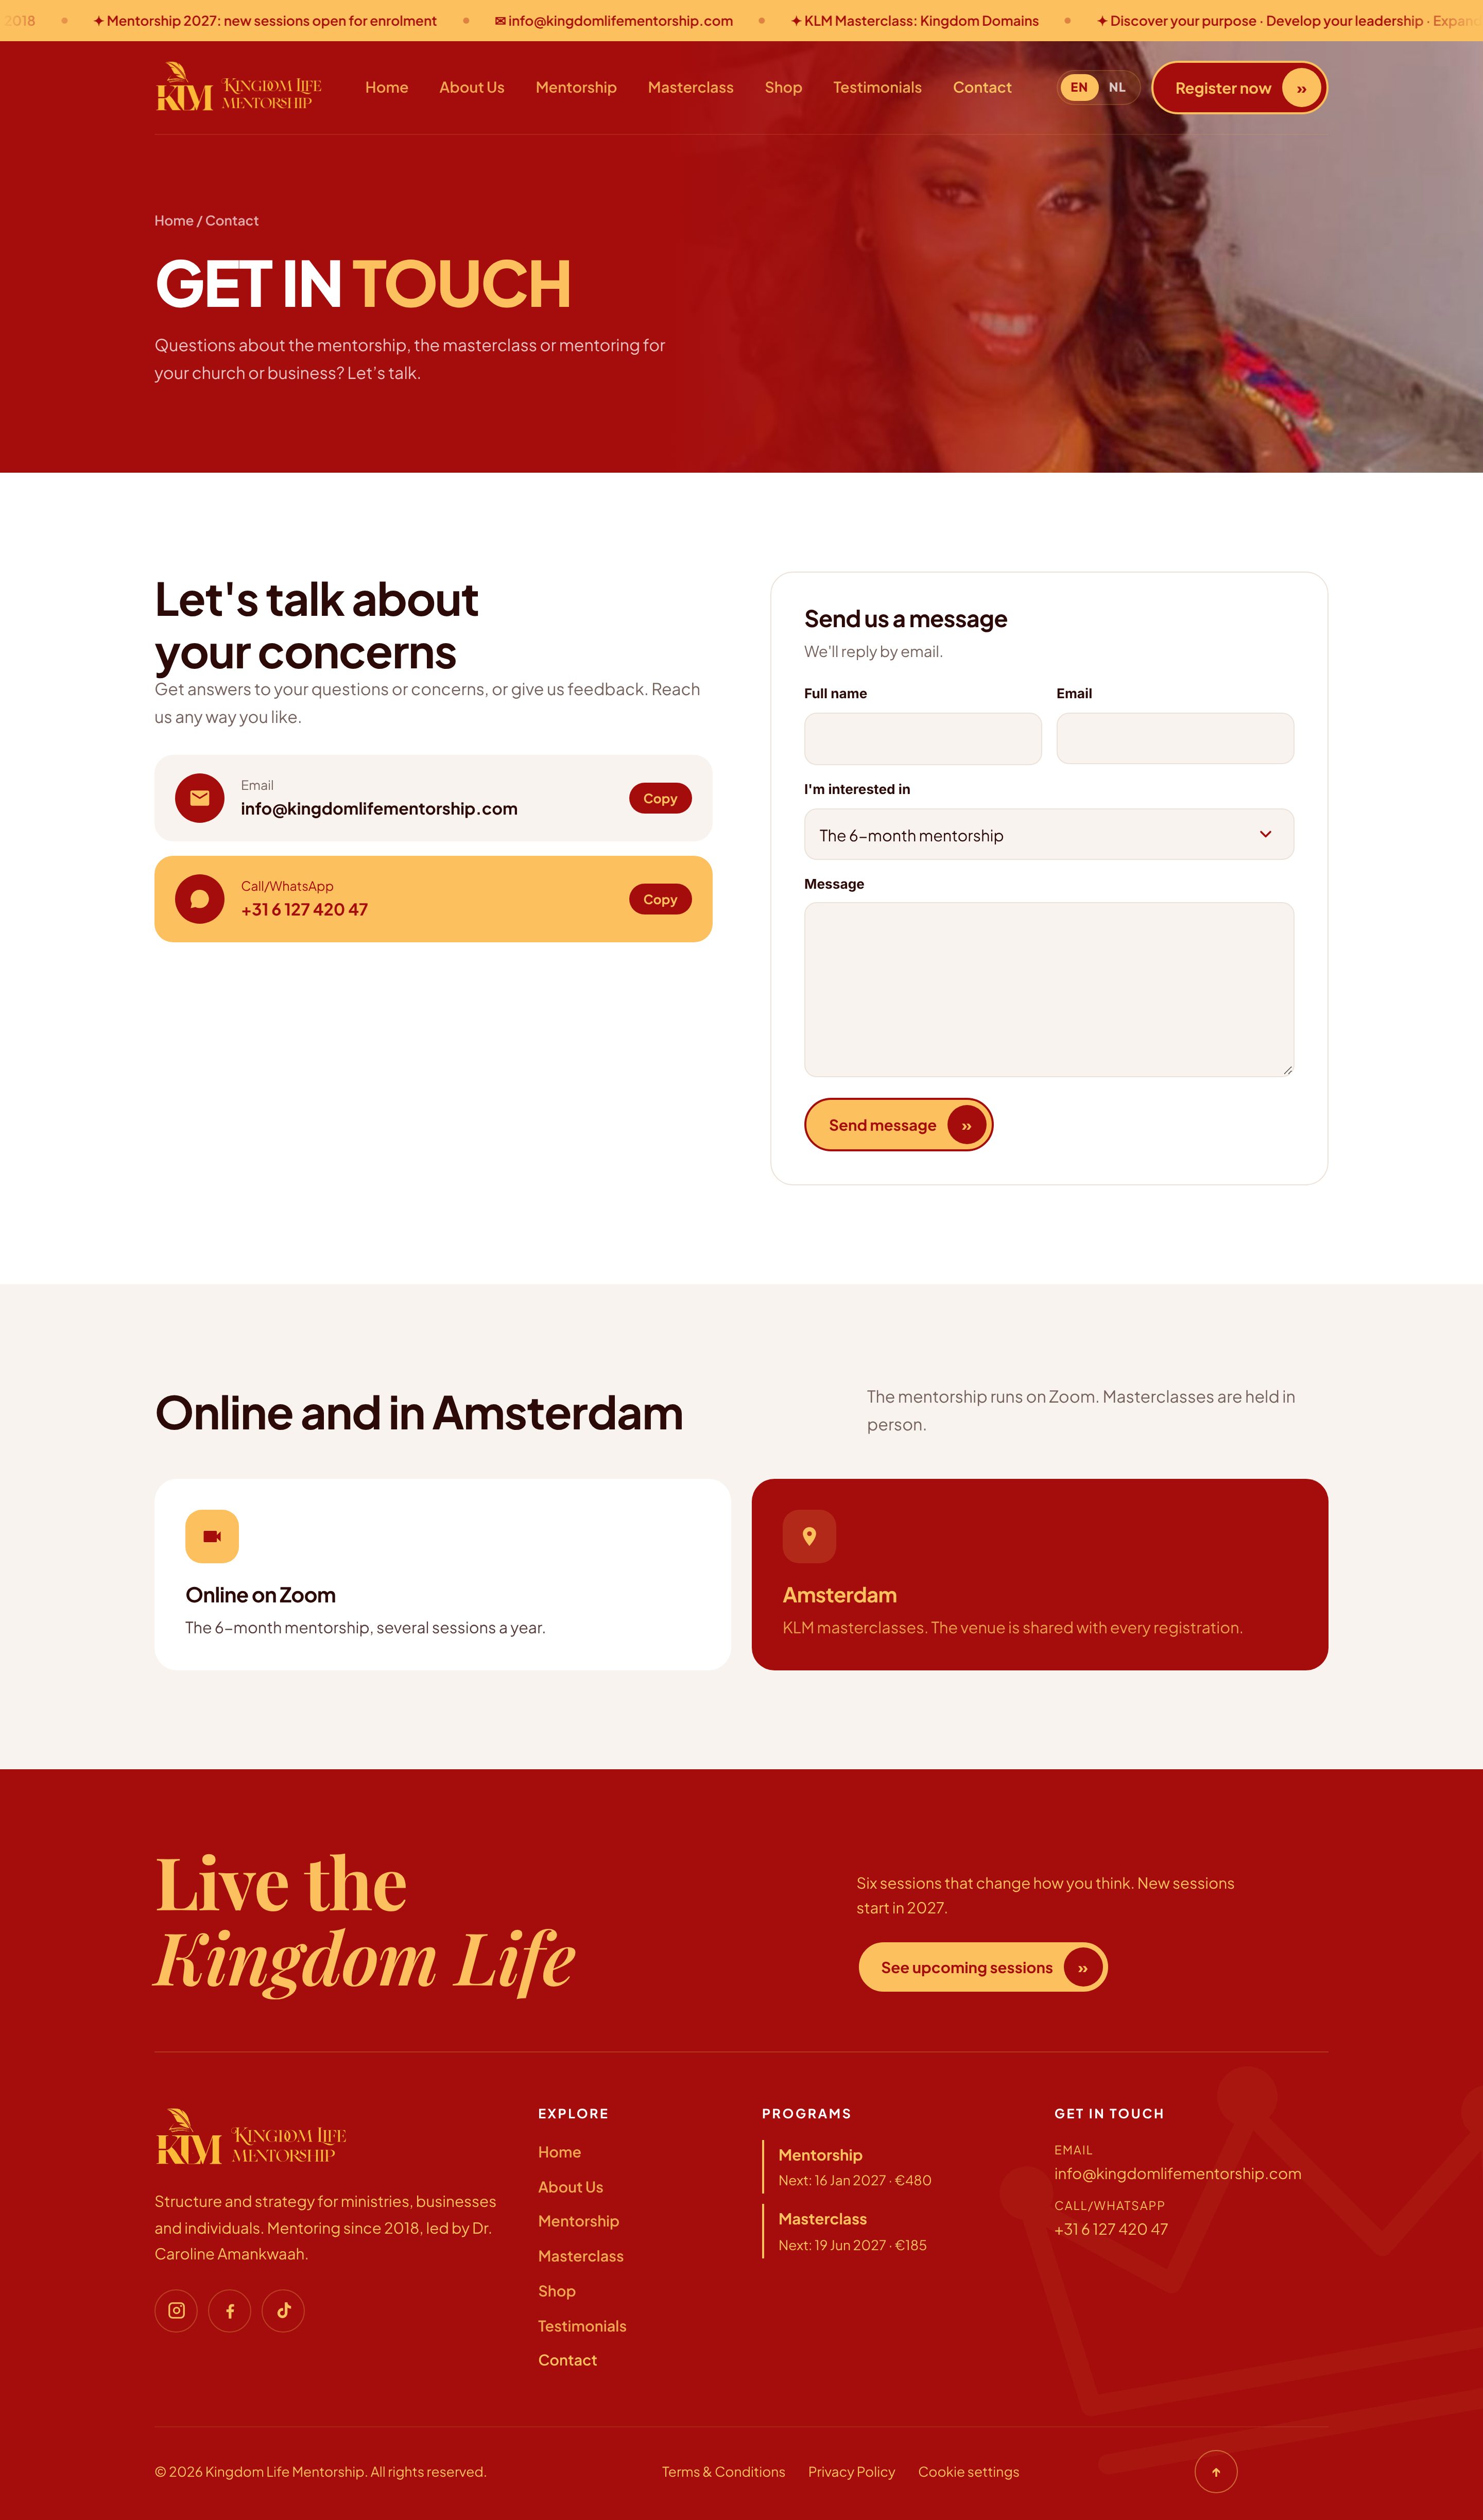 2018
✦ Mentorship 2027: new sessions open for enrolment
✉ info@kingdomlifementorship.com
✦ KLM Masterclass: Kingdom Domains
✦ Discover your purpose · Develop your leadership · Expand
KM KINGDOM LIFE
MENTORSHIP
Home
About Us
Mentorship
Masterclass
Shop
Testimonials
Contact
EN
NL
Register now »
Home / Contact
GET IN TOUCH
Questions about the mentorship, the masterclass or mentoring for
your church or business? Let's talk.
Let's talk about
your concerns
Get answers to your questions or concerns, or give us feedback. Reach
us any way you like.
Email
info@kingdomlifementorship.com
Copy
Call/WhatsApp
+31 6 127 420 47
Copy
Send us a message
We'll reply by email.
Full name
Email
I'm interested in
The 6-month mentorship
Message
Send message »
Online and in Amsterdam
The mentorship runs on Zoom. Masterclasses are held in
person.
Online on Zoom
The 6-month mentorship, several sessions a year.
Amsterdam
KLM masterclasses. The venue is shared with every registration.
Live the
Kingdom Life
Six sessions that change how you think. New sessions
start in 2027.
See upcoming sessions »
KM KINGDOM LIFE
MENTORSHIP
Structure and strategy for ministries, businesses
and individuals. Mentoring since 2018, led by Dr.
Caroline Amankwaah.
EXPLORE
Home
About Us
Mentorship
Masterclass
Shop
Testimonials
Contact
PROGRAMS
Mentorship
Next: 16 Jan 2027 · €480
Masterclass
Next: 19 Jun 2027 · €185
GET IN TOUCH
EMAIL
info@kingdomlifementorship.com
CALL/WHATSAPP
+31 6 127 420 47
© 2026 Kingdom Life Mentorship. All rights reserved.
Terms & Conditions
Privacy Policy
Cookie settings